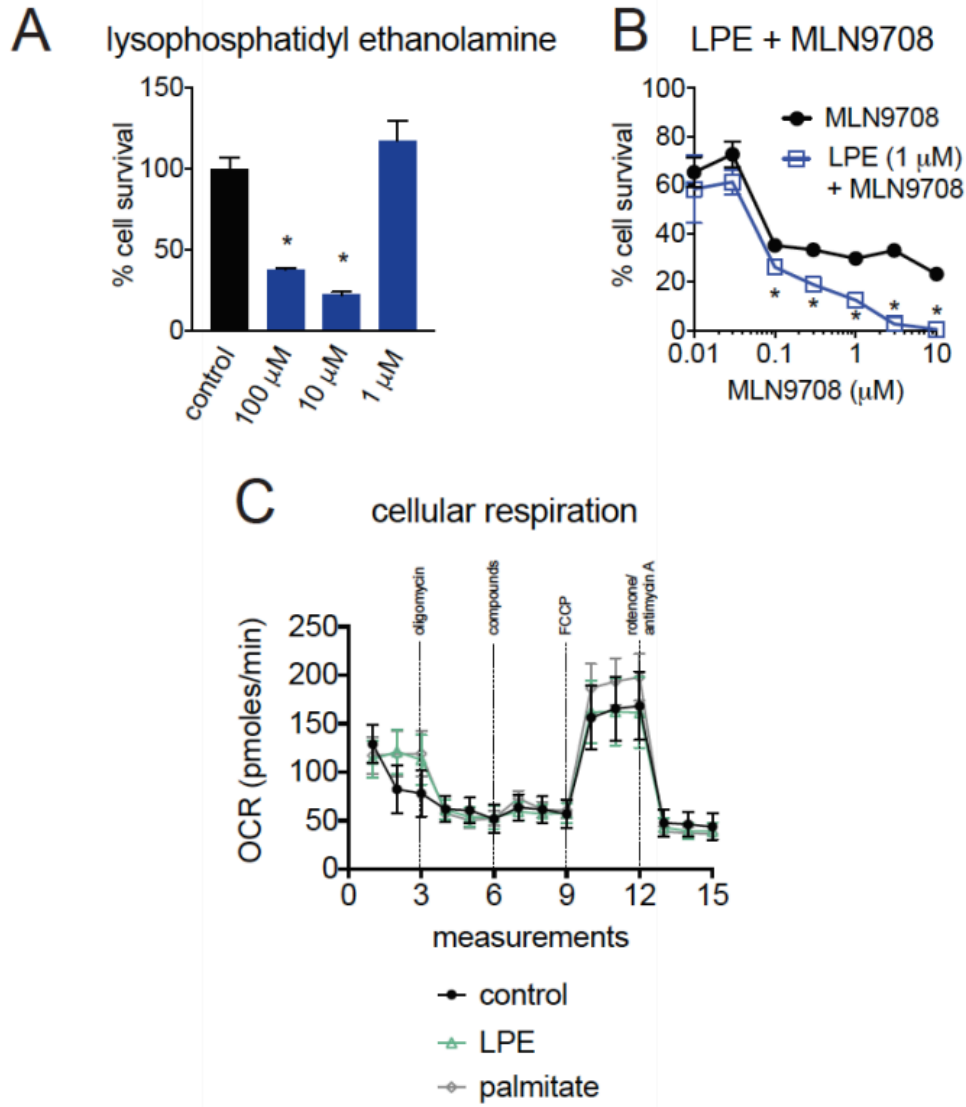 A
lysophosphatidyl ethanolamine
150
100
50
0
% cell survival
control
100 μM
10 μM
1 μM
*
*
B
LPE + MLN9708
100
80
60
40
20
0
% cell survival
MLN9708
LPE (1 μM)
+ MLN9708
*
*
*
*
*
0.01
0.1
1
10
MLN9708 (μM)
C
cellular respiration
oligomycin
compounds
FCCP
rotenone/
antimycin A
250
200
150
100
50
0
OCR (pmoles/min)
0
3
6
9
12
15
measurements
control
LPE
palmitate